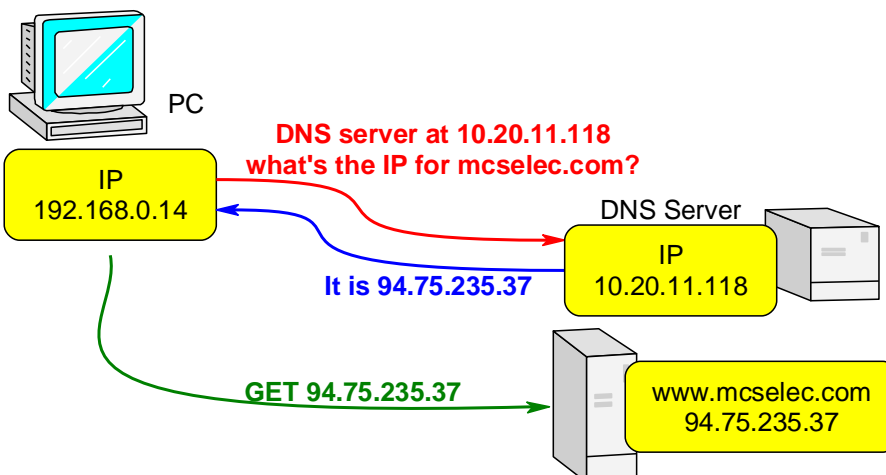 PC
DNS server at 10.20.11.118
what's the IP for mcselec.com?
IP
192.168.0.14
DNS Server
IP
10.20.11.118
It is 94.75.235.37
GET 94.75.235.37
www.mcselec.com
94.75.235.37